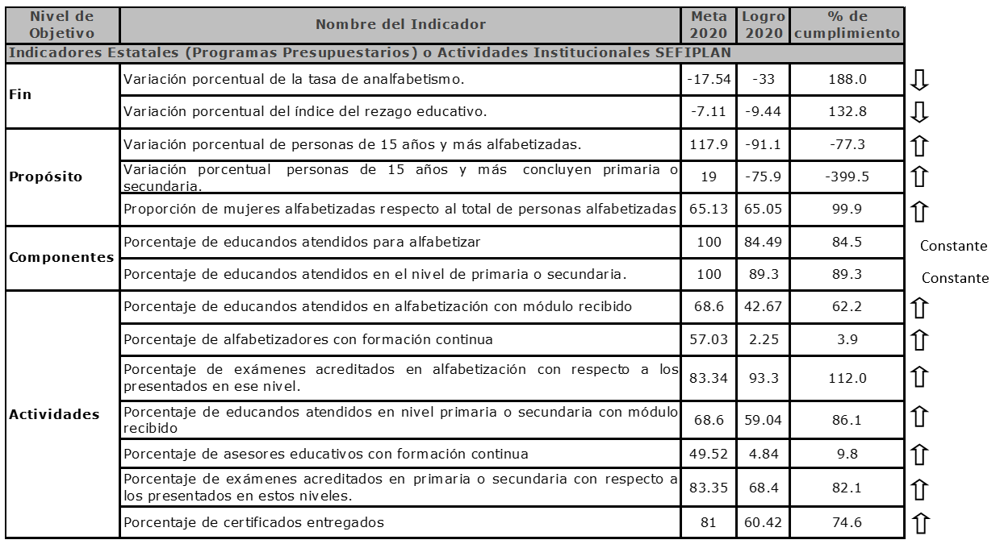 Nivel de Objetivo Nombre del Indicador Meta 2020 Logro 2020 % de cumplimiento
Indicadores Estatales (Programas Presupuestarios) o Actividades Institucionales SEFIPLAN
Fin
Variación porcentual de la tasa de analfabetismo. -17.54 -33 188.0
Variación porcentual del índice del rezago educativo. -7.11 -9.44 132.8
Propósito
Variación porcentual de personas de 15 años y más alfabetizadas. 117.9 -91.1 -77.3
Variación porcentual personas de 15 años y más concluyen primaria o
secundaria. 19 -75.9 -399.5
Proporción de mujeres alfabetizadas respecto al total de personas alfabetizadas 65.13 65.05 99.9
Componentes
Porcentaje de educandos atendidos para alfabetizar 100 84.49 84.5 Constante
Porcentaje de educandos atendidos en el nivel de primaria o secundaria. 100 89.3 89.3 Constante
Actividades
Porcentaje de educandos atendidos en alfabetización con módulo recibido 68.6 42.67 62.2
Porcentaje de alfabetizadores con formación continua 57.03 2.25 3.9
Porcentaje de exámenes acreditados en alfabetización con respecto a los
presentados en ese nivel. 83.34 93.3 112.0
Porcentaje de educandos atendidos en nivel primaria o secundaria con módulo
recibido 68.6 59.04 86.1
Porcentaje de asesores educativos con formación continua 49.52 4.84 9.8
Porcentaje de exámenes acreditados en primaria o secundaria con respecto a
los presentados en estos niveles. 83.35 68.4 82.1
Porcentaje de certificados entregados 81 60.42 74.6